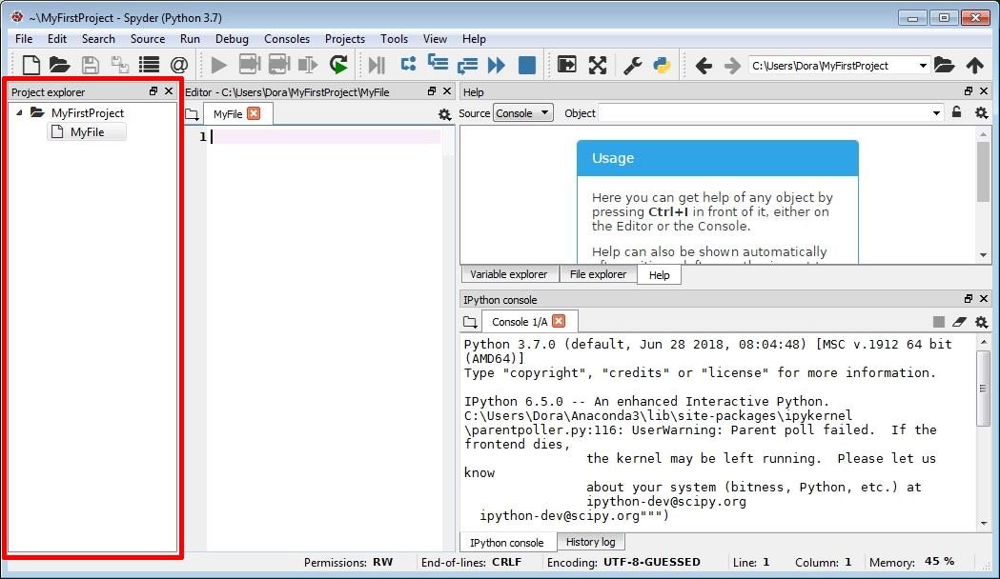 ~\MyFirstProject - Spyder (Python 3.7)
File Edit Search Source Run Debug Consoles Projects Tools View Help
@ C:\Users\Dora\MyFirstProject
Project explorer
MyFirstProject
MyFile
Editor - C:\Users\Dora\MyFirstProject\MyFile
MyFile
1
Help
Source Console Object
Usage
Here you can get help of any object by
pressing Ctrl+I in front of it, either on
the Editor or the Console.
Help can also be shown automatically
Variable explorer File explorer Help
IPython console
Console 1/A
Python 3.7.0 (default, Jun 28 2018, 08:04:48) [MSC v.1912 64 bit
(AMD64)]
Type "copyright", "credits" or "license" for more information.
IPython 6.5.0 -- An enhanced Interactive Python.
C:\Users\Dora\Anaconda3\lib\site-packages\ipykernel
\parentpoller.py:116: UserWarning: Parent poll failed.  If the
frontend dies,
the kernel may be left running.  Please let us
know
about your system (bitness, Python, etc.) at
ipython-dev@scipy.org
ipython-dev@scipy.org""")
IPython console History log
Permissions: RW End-of-lines: CRLF Encoding: UTF-8-GUESSED Line: 1 Column: 1 Memory: 45 %